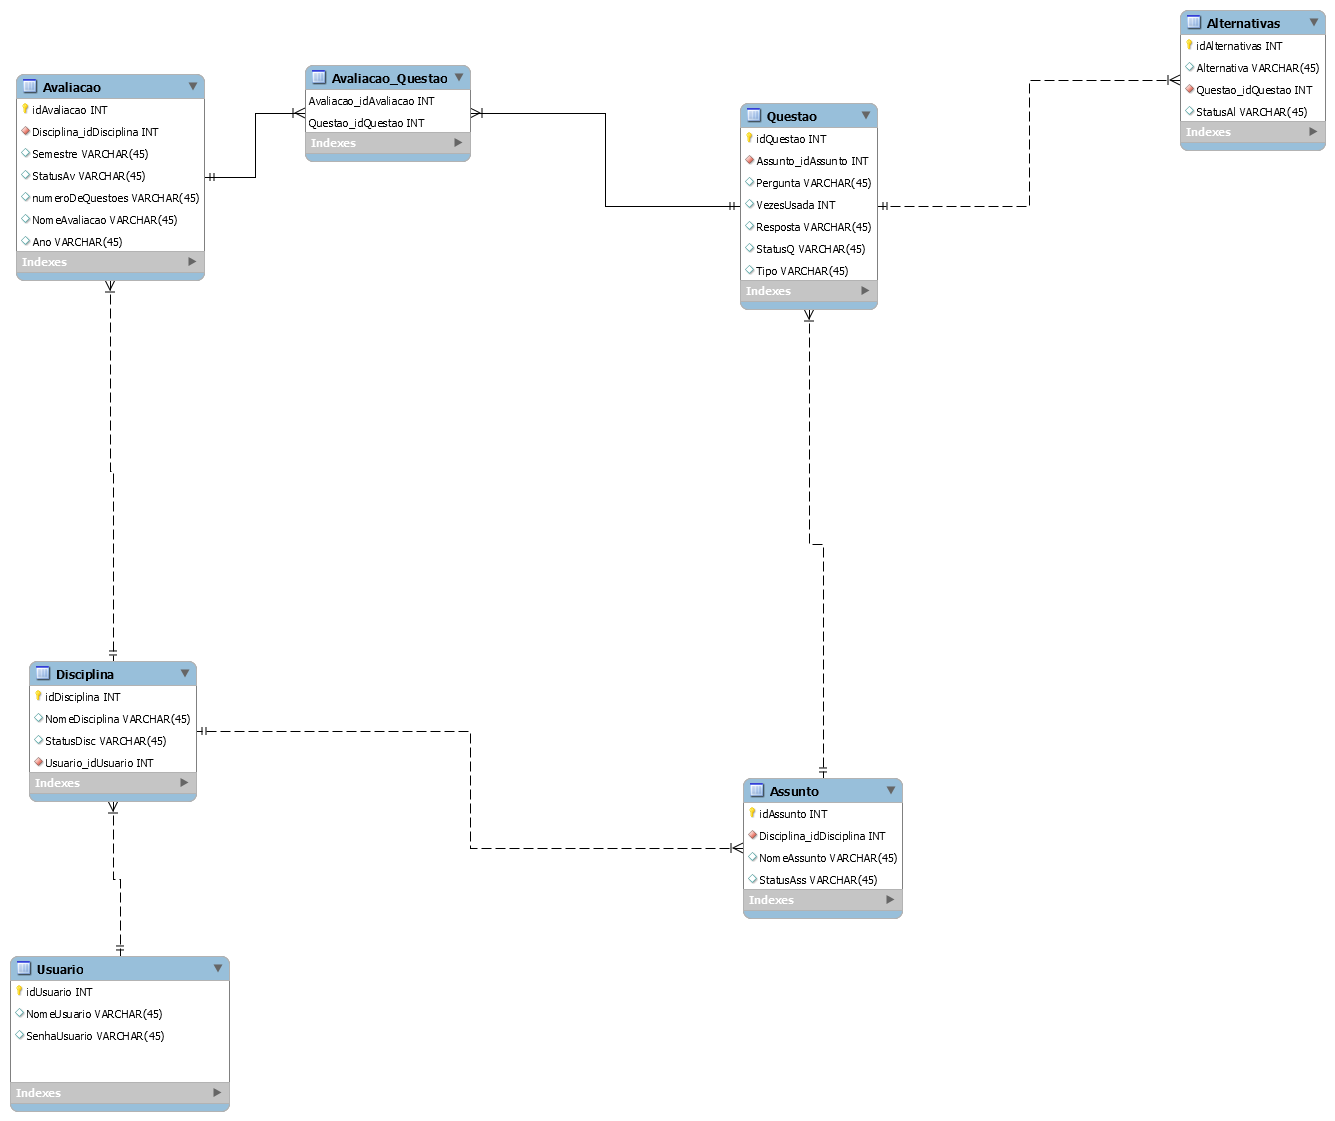 Avaliacao
idAvaliacao INT
Disciplina_idDisciplina INT
Semestre VARCHAR(45)
StatusAv VARCHAR(45)
numeroDeQuestoes VARCHAR(45)
NomeAvaliacao VARCHAR(45)
Ano VARCHAR(45)
Indexes
Avaliacao_Questao
Avaliacao_idAvaliacao INT
Questao_idQuestao INT
Indexes
Questao
idQuestao INT
Assunto_idAssunto INT
Pergunta VARCHAR(45)
VezesUsada INT
Resposta VARCHAR(45)
StatusQ VARCHAR(45)
Tipo VARCHAR(45)
Indexes
Alternativas
idAlternativas INT
Alternativa VARCHAR(45)
Questao_idQuestao INT
StatusAl VARCHAR(45)
Indexes
Disciplina
idDisciplina INT
NomeDisciplina VARCHAR(45)
StatusDisc VARCHAR(45)
Usuario_idUsuario INT
Indexes
Assunto
idAssunto INT
Disciplina_idDisciplina INT
NomeAssunto VARCHAR(45)
StatusAss VARCHAR(45)
Indexes
Usuario
idUsuario INT
NomeUsuario VARCHAR(45)
SenhaUsuario VARCHAR(45)
Indexes